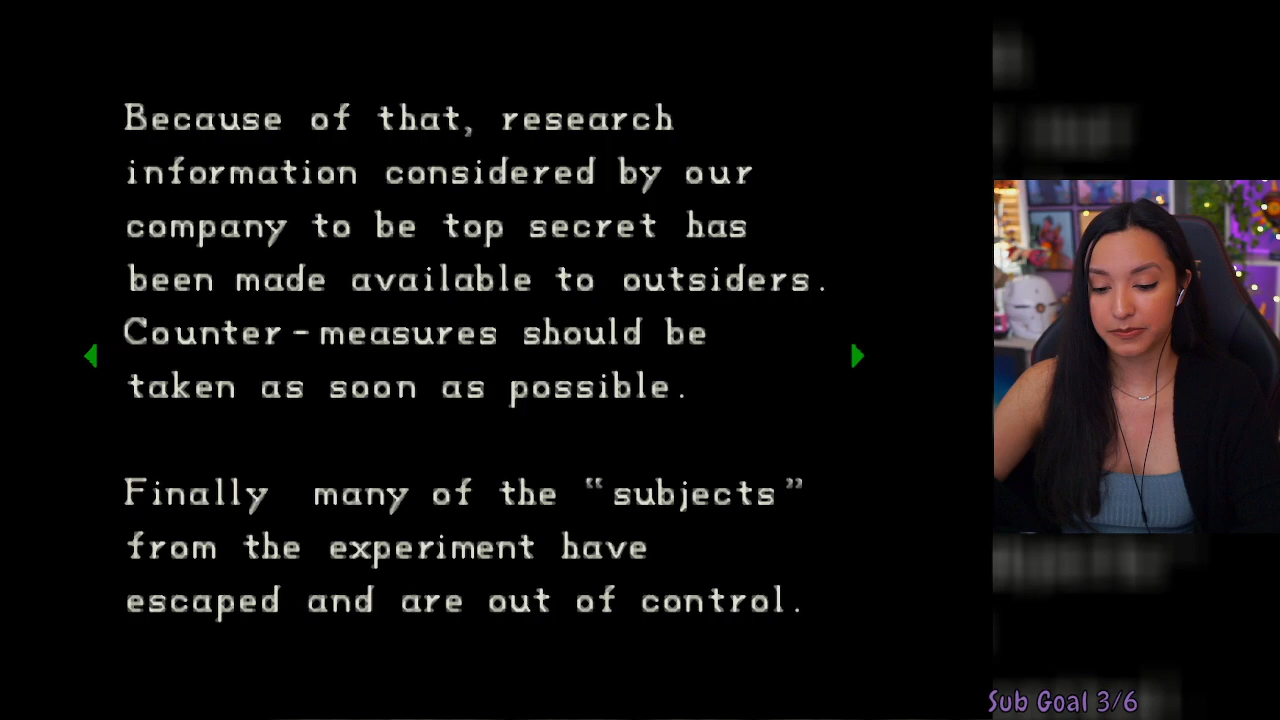 Because of that, research
information considered by our
company to be top secret has
been made available to outsiders.
Counter-measures should be
taken as soon as possible.
Finally many of the “subjects”
from the experiment have
escaped and are out of control.
Sub Goal 3/6